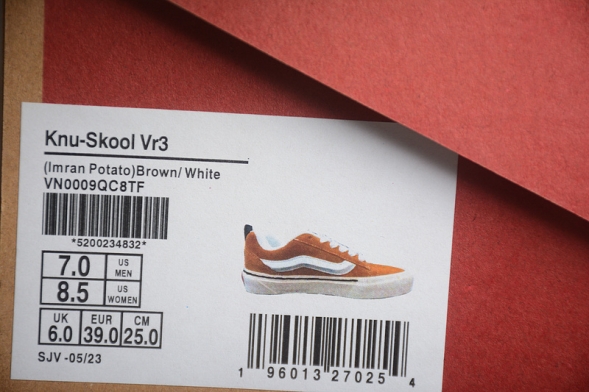 Knu-Skool Vr3
(Imran Potato)Brown/ White
VN0009QC8TF
*5200234832*
7.0 US MEN
8.5 US WOMEN
UK 6.0 EUR 39.0 CM 25.0
SJV -05/23
1 96013 27025 4